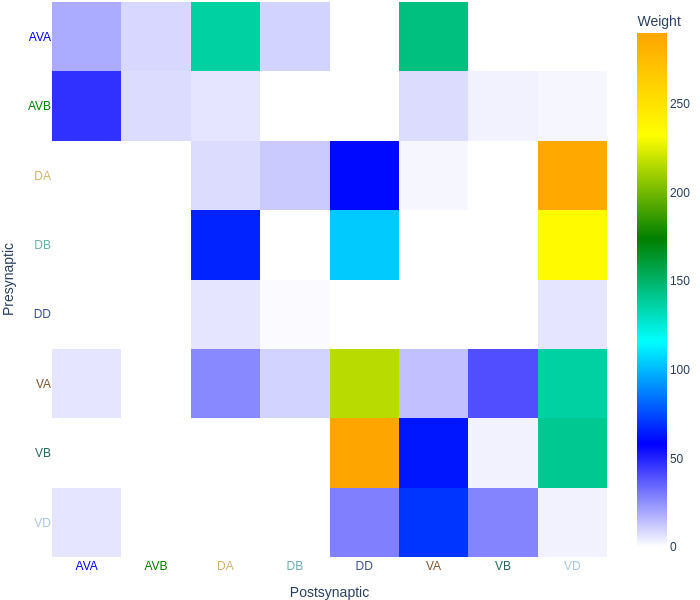 Weight
AVA
AVB
DA
DB
DD
VA
VB
VD
Presynaptic
250
200
150
100
50
0
AVA AVB DA DB DD VA VB VD
Postsynaptic